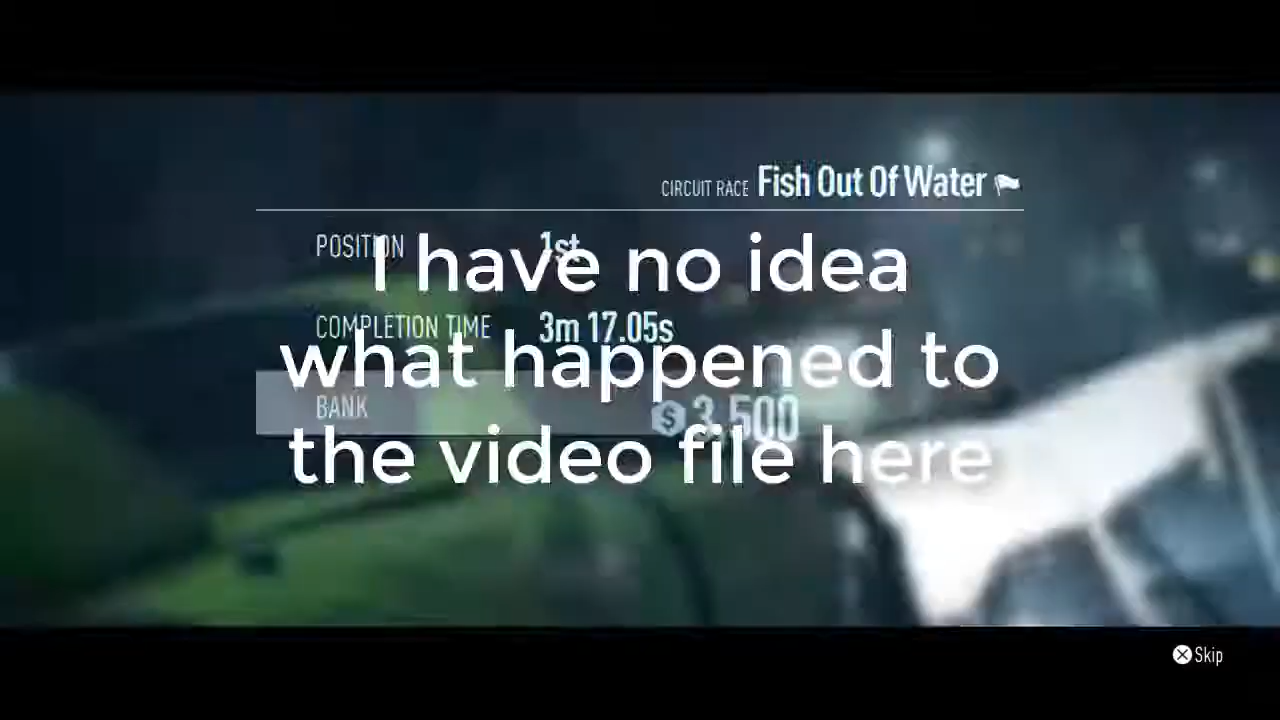 CIRCUIT RACE Fish Out Of Water
POSITION 1st
I have no idea
COMPLETION TIME 3m 17.05s
what happened to
BANK $ 3,500
the video file here
Skip